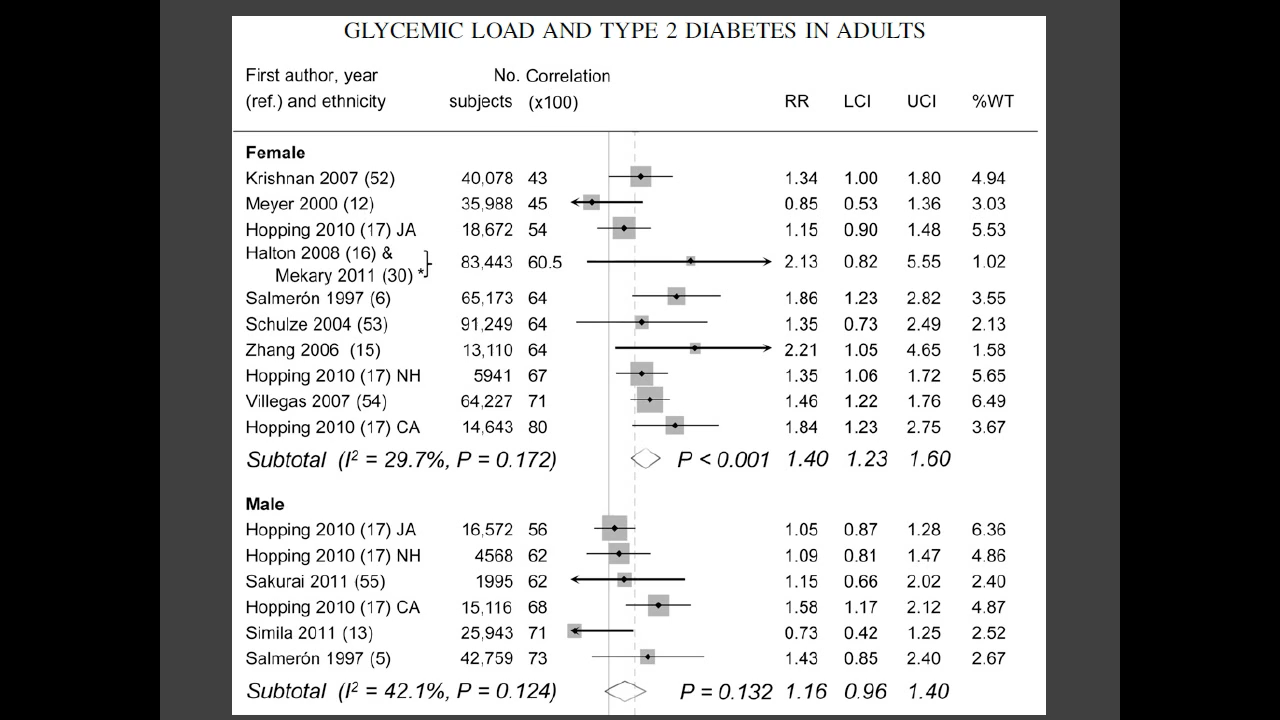 GLYCEMIC LOAD AND TYPE 2 DIABETES IN ADULTS
First author, year No. Correlation
(ref.) and ethnicity subjects (x100) RR LCI UCI %WT
Female
Krishnan 2007 (52) 40,078 43 1.34 1.00 1.80 4.94
Meyer 2000 (12) 35,988 45 0.85 0.53 1.36 3.03
Hopping 2010 (17) JA 18,672 54 1.15 0.90 1.48 5.53
Halton 2008 (16) &
Mekary 2011 (30) * 83,443 60.5 2.13 0.82 5.55 1.02
Salmerón 1997 (6) 65,173 64 1.86 1.23 2.82 3.55
Schulze 2004 (53) 91,249 64 1.35 0.73 2.49 2.13
Zhang 2006 (15) 13,110 64 2.21 1.05 4.65 1.58
Hopping 2010 (17) NH 5941 67 1.35 1.06 1.72 5.65
Villegas 2007 (54) 64,227 71 1.46 1.22 1.76 6.49
Hopping 2010 (17) CA 14,643 80 1.84 1.23 2.75 3.67
Subtotal (I² = 29.7%, P = 0.172) P < 0.001 1.40 1.23 1.60
Male
Hopping 2010 (17) JA 16,572 56 1.05 0.87 1.28 6.36
Hopping 2010 (17) NH 4568 62 1.09 0.81 1.47 4.86
Sakurai 2011 (55) 1995 62 1.15 0.66 2.02 2.40
Hopping 2010 (17) CA 15,116 68 1.58 1.17 2.12 4.87
Simila 2011 (13) 25,943 71 0.73 0.42 1.25 2.52
Salmerón 1997 (5) 42,759 73 1.43 0.85 2.40 2.67
Subtotal (I² = 42.1%, P = 0.124) P = 0.132 1.16 0.96 1.40